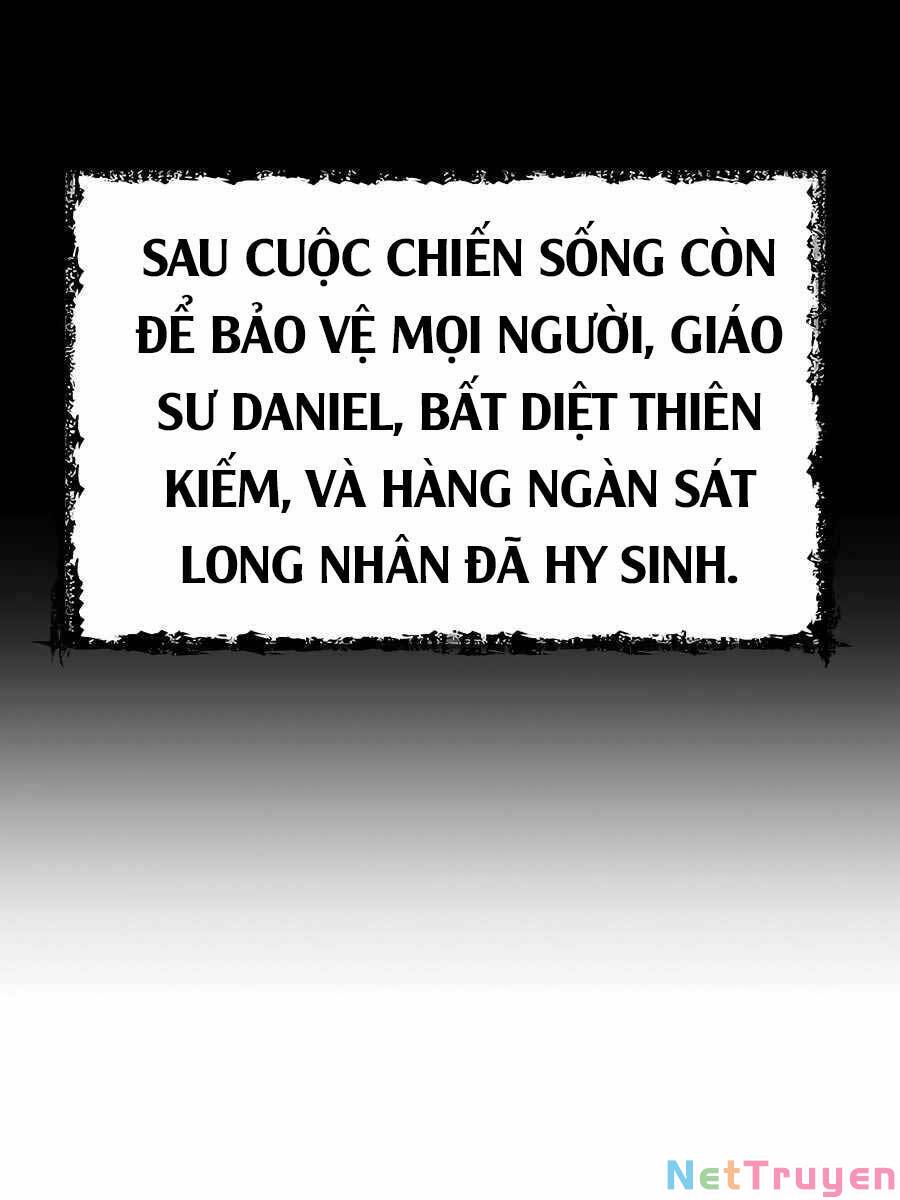 SAU CUỘC CHIẾN SỐNG CÒN
ĐỂ BẢO VỆ MỌI NGƯỜI, GIÁO
SƯ DANIEL, BẤT DIỆT THIÊN
KIẾM, VÀ HÀNG NGÀN SÁT
LONG NHÂN ĐÃ HY SINH.
NetTruyen